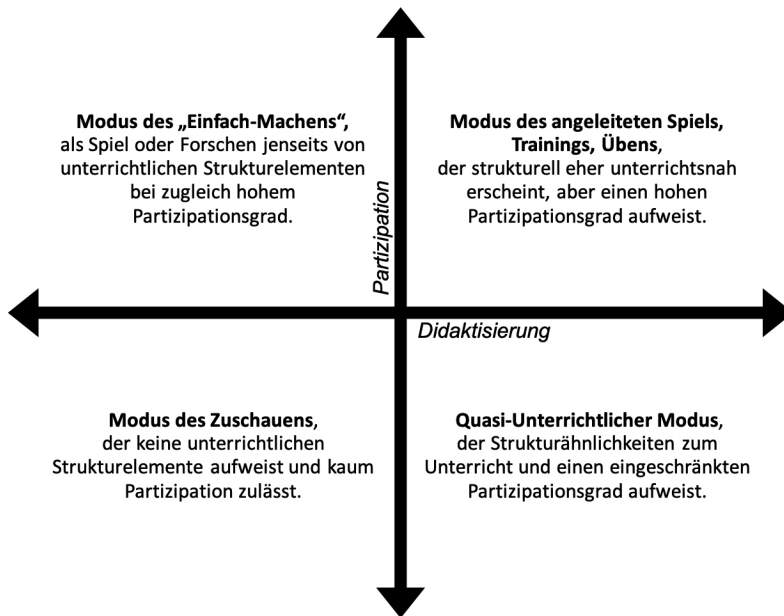 Modus des „Einfach-Machens“,
als Spiel oder Forschen jenseits von
unterrichtlichen Strukturelementen
bei zugleich hohem
Partizipationsgrad.
Modus des angeleiteten Spiels,
Trainings, Übens,
der strukturell eher unterrichtsnah
erscheint, aber einen hohen
Partizipationsgrad aufweist.
Partizipation
Didaktisierung
Modus des Zuschauens,
der keine unterrichtlichen
Strukturelemente aufweist und kaum
Partizipation zulässt.
Quasi-Unterrichtlicher Modus,
der Strukturähnlichkeiten zum
Unterricht und einen eingeschränkten
Partizipationsgrad aufweist.